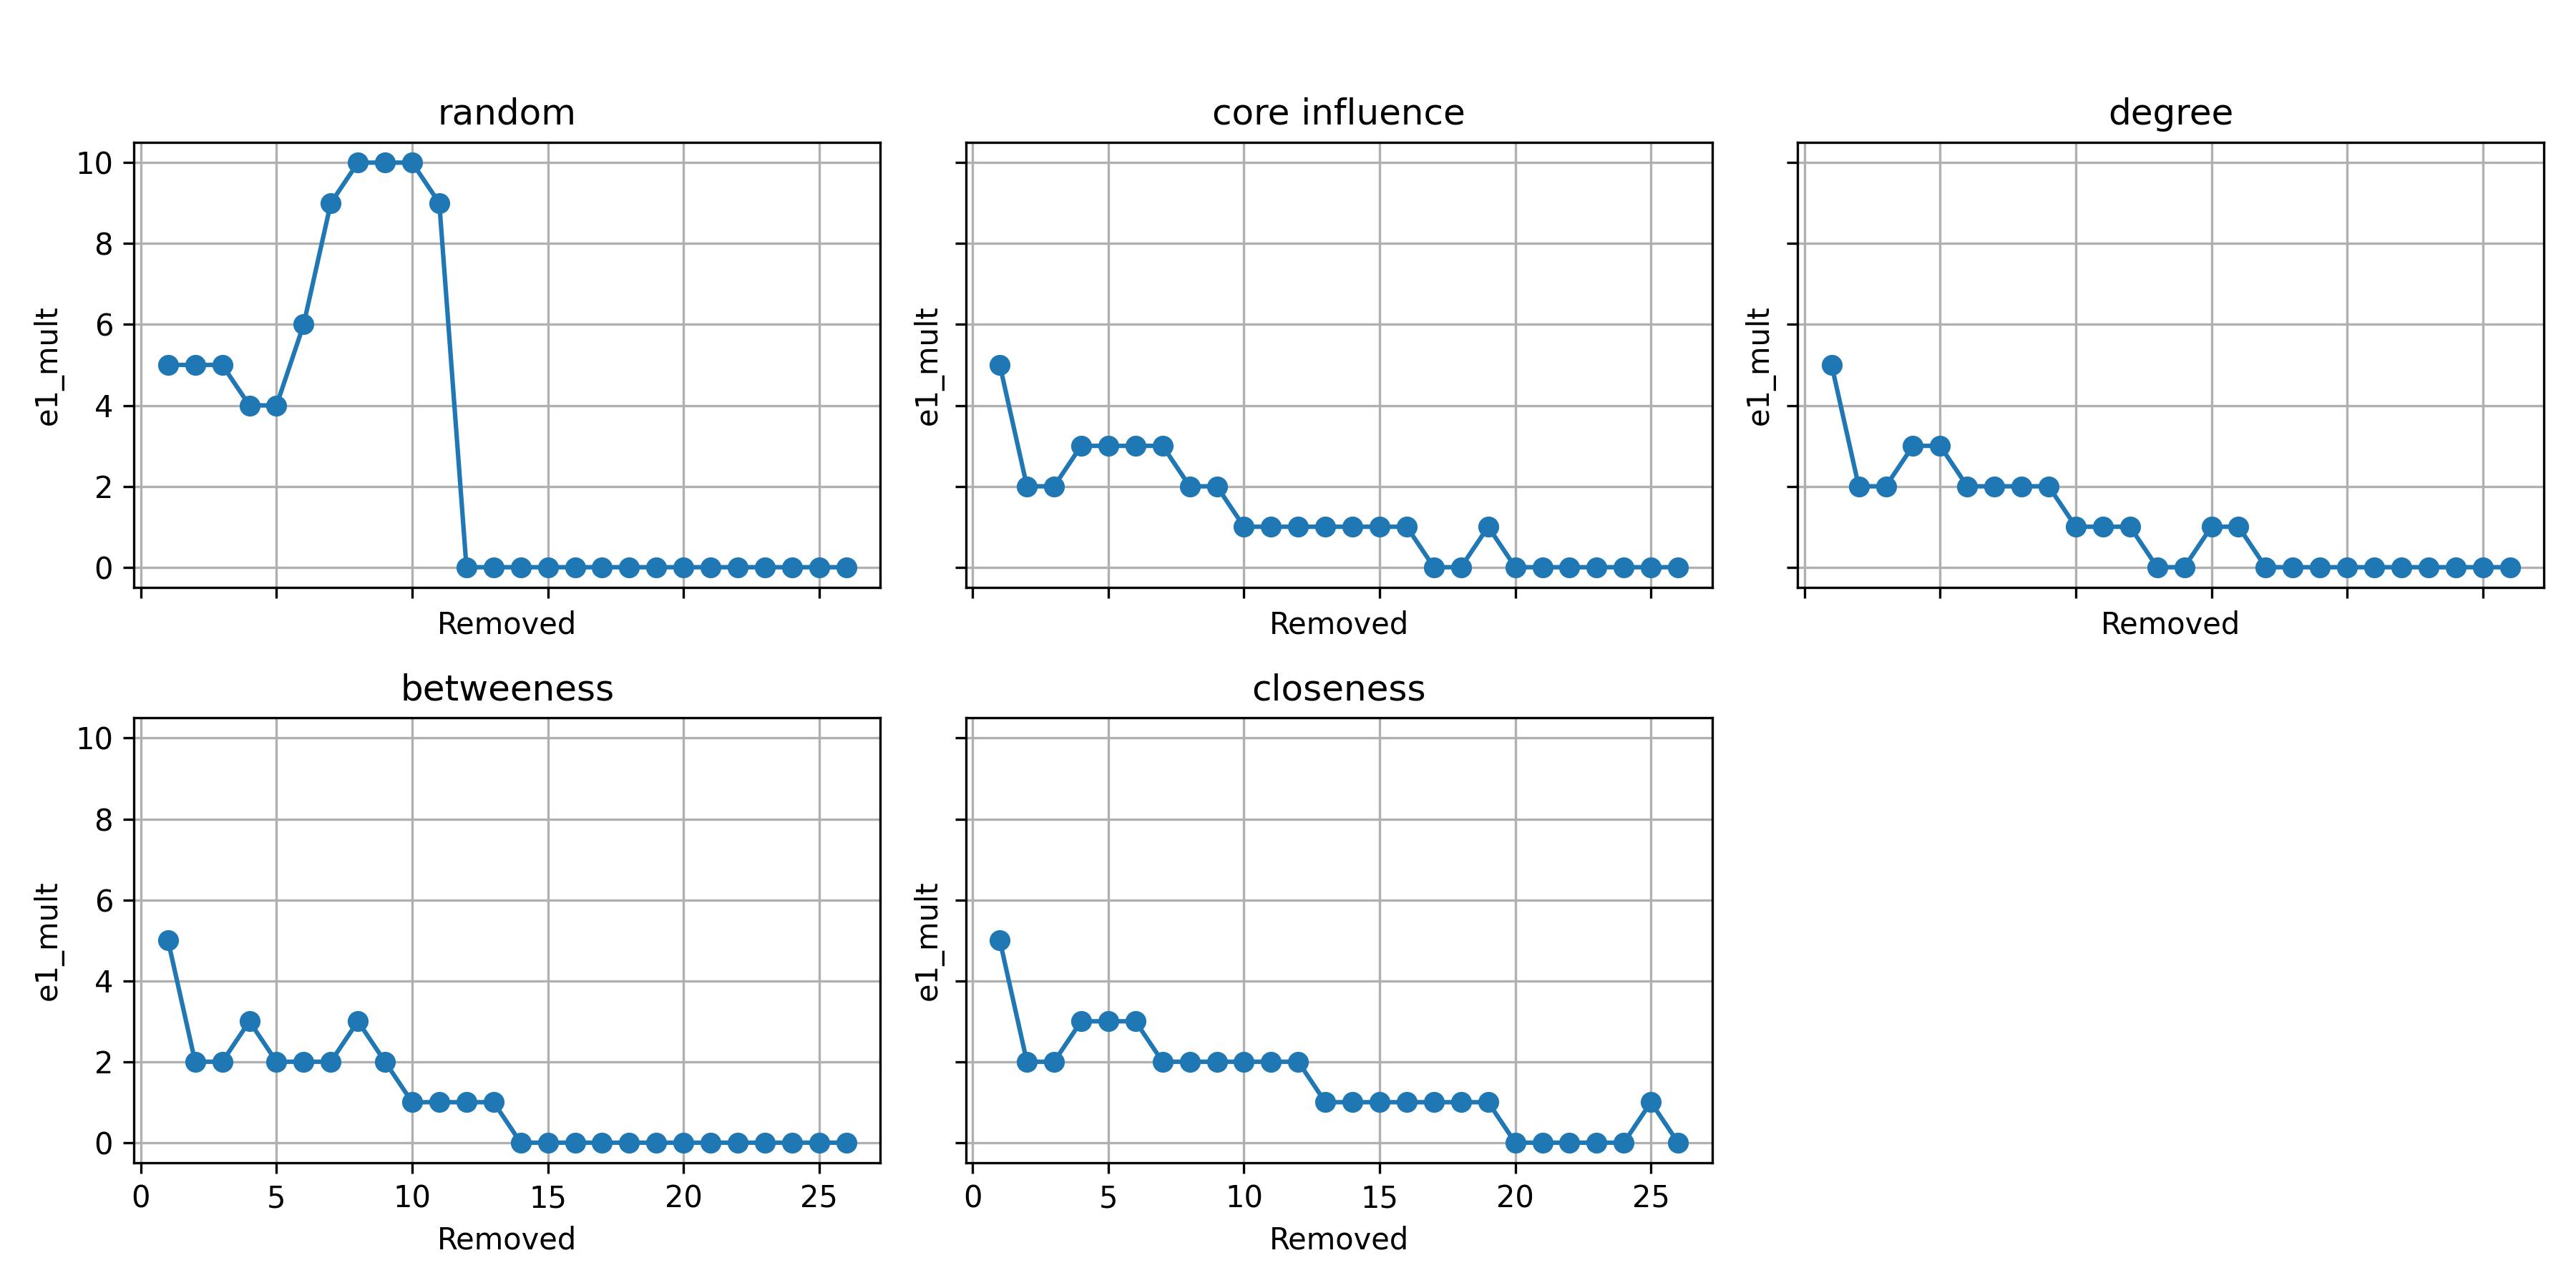 random
10
8
6
4
2
0
e1_mult
Removed
core influence
e1_mult
Removed
degree
e1_mult
Removed
betweeness
10
8
6
4
2
0
e1_mult
0 5 10 15 20 25
Removed
closeness
e1_mult
0 5 10 15 20 25
Removed